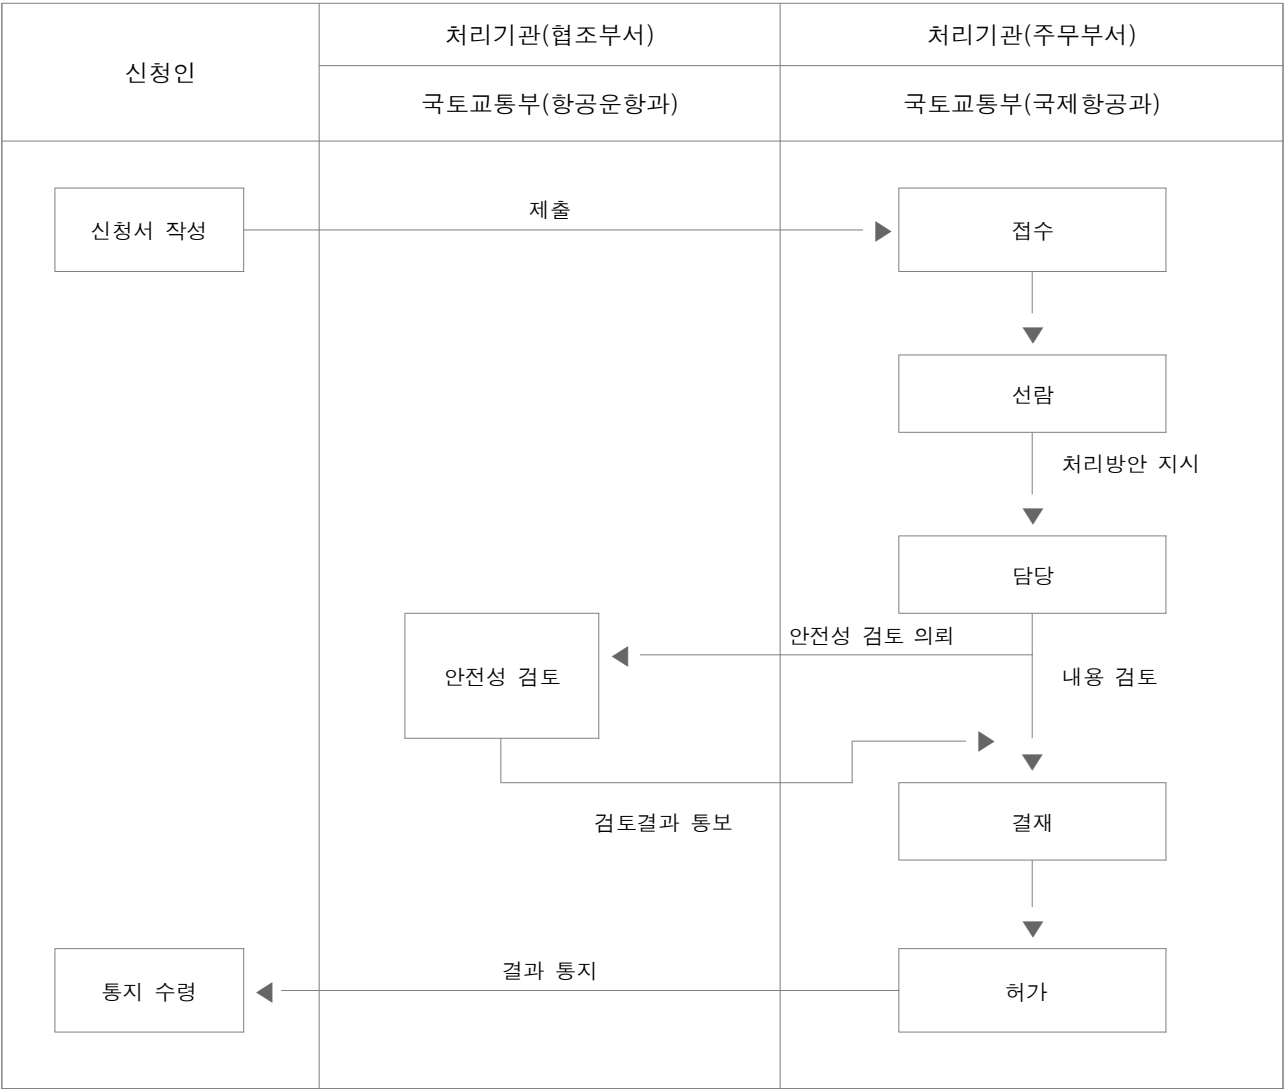 신청인
처리기관(협조부서)
처리기관(주무부서)
국토교통부(항공운항과)
국토교통부(국제항공과)
신청서 작성
제출
접수
선람
처리방안 지시
담당
안전성 검토 의뢰
안전성 검토
내용 검토
검토결과 통보
결재
결과 통지
통지 수령
허가